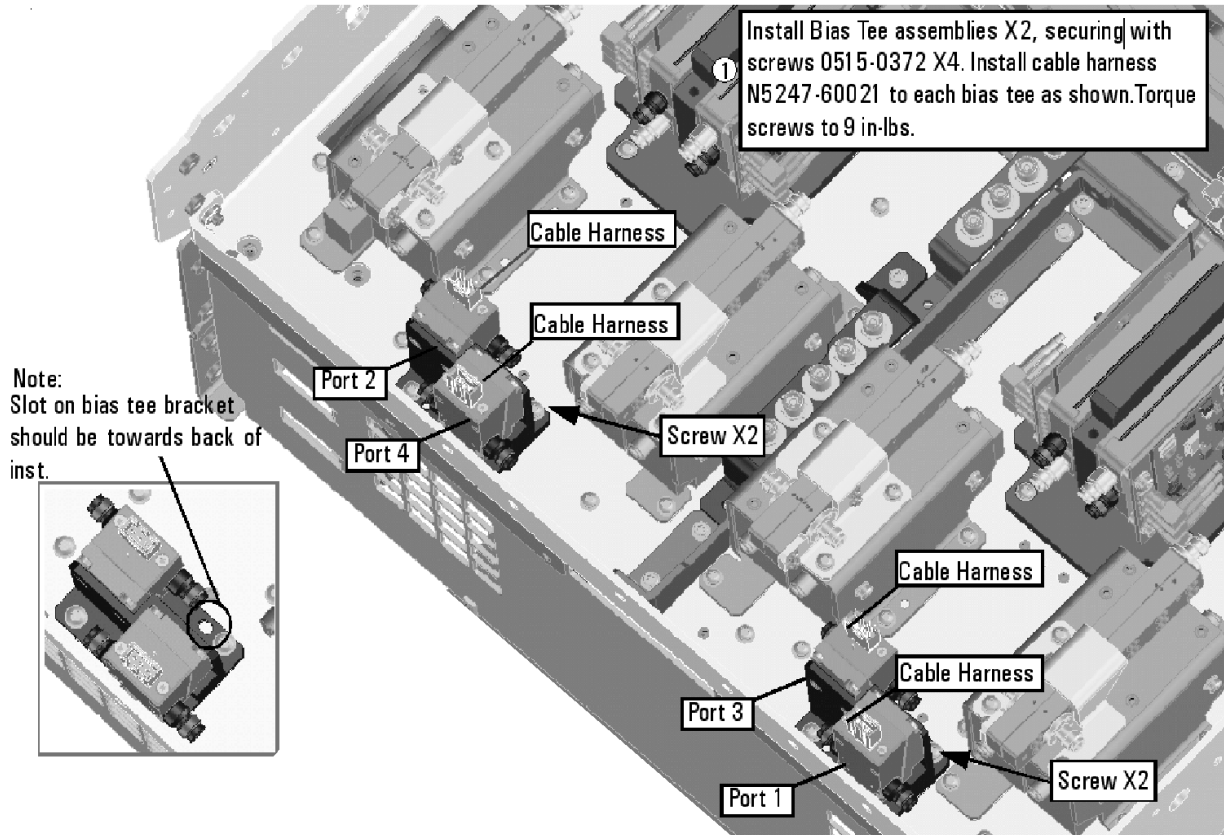 Install Bias Tee assemblies X2, securing with
screws 0515-0372 X4. Install cable harness
1
N5247-60021 to each bias tee as shown.Torque
screws to 9 in-lbs.
Cable Harness
Cable Harness
Port 2
Port 4
Screw X2
Note:
Slot on bias tee bracket
should be towards back of
inst.
Cable Harness
Cable Harness
Port 3
Port 1
Screw X2